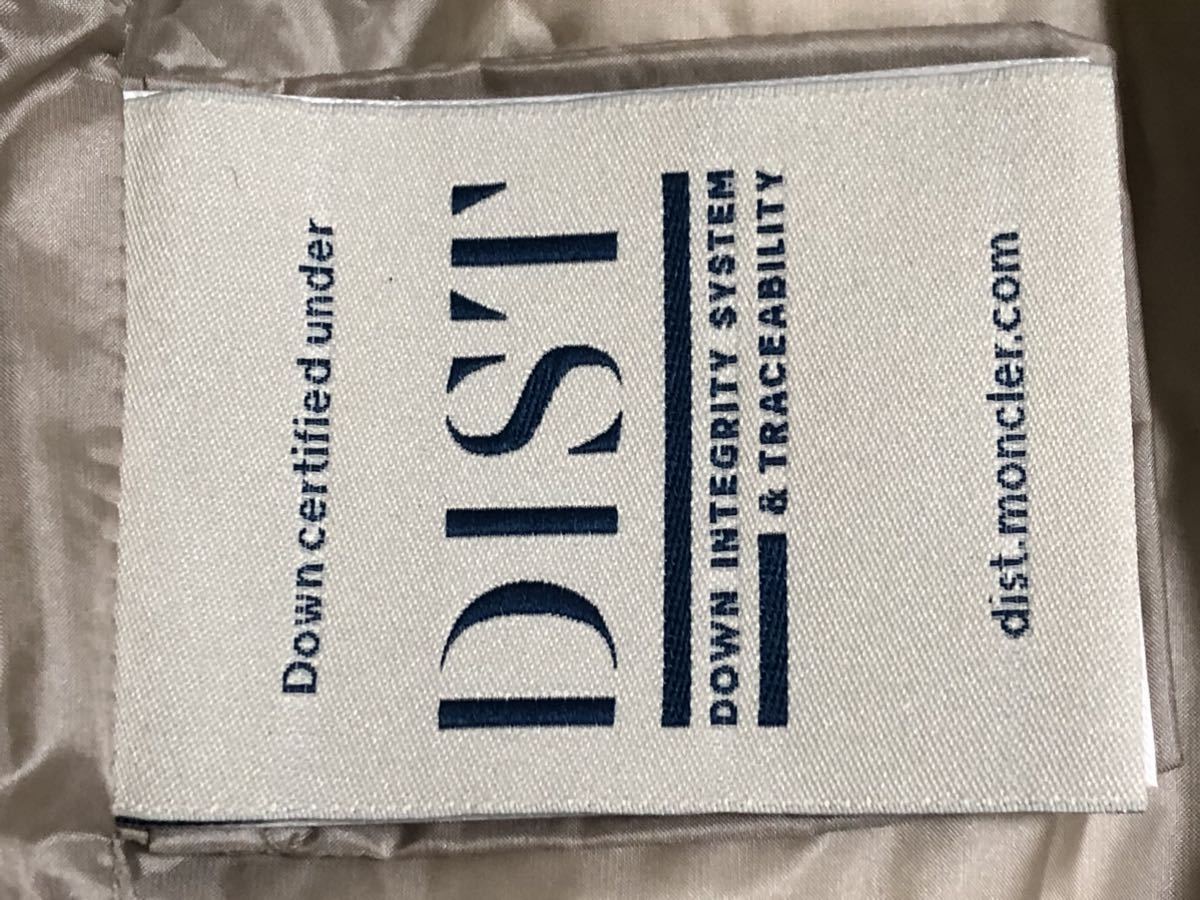 Down certified under
DIST
DOWN INTEGRITY SYSTEM
& TRACEABILITY
dist.moncler.com